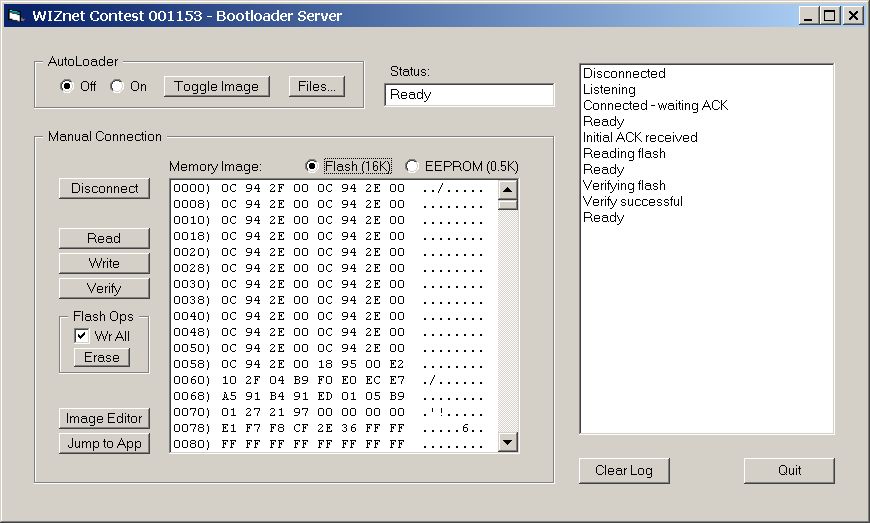 WIZnet Contest 001153 - Bootloader Server
AutoLoader
Off On Toggle Image Files...
Status:
Ready
Manual Connection
Memory Image: Flash (16K) EEPROM (0.5K)
Disconnect
Read
Write
Verify
Flash Ops
Wr All
Erase
Image Editor
Jump to App
0000) 0C 94 2F 00 0C 94 2E 00 ../.....
0008) 0C 94 2E 00 0C 94 2E 00 ........
0010) 0C 94 2E 00 0C 94 2E 00 ........
0018) 0C 94 2E 00 0C 94 2E 00 ........
0020) 0C 94 2E 00 0C 94 2E 00 ........
0028) 0C 94 2E 00 0C 94 2E 00 ........
0030) 0C 94 2E 00 0C 94 2E 00 ........
0038) 0C 94 2E 00 0C 94 2E 00 ........
0040) 0C 94 2E 00 0C 94 2E 00 ........
0048) 0C 94 2E 00 0C 94 2E 00 ........
0050) 0C 94 2E 00 0C 94 2E 00 ........
0058) 0C 94 2E 00 18 95 00 E2 ........
0060) 10 2F 04 B9 F0 E0 EC E7 ./......
0068) A5 91 B4 91 ED 01 05 B9 ........
0070) 01 27 21 97 00 00 00 00 .'!.....
0078) E1 F7 F8 CF 2E 36 FF FF .....6..
0080) FF FF FF FF FF FF FF FF ........
Disconnected
Listening
Connected - waiting ACK
Ready
Initial ACK received
Reading flash
Ready
Verifying flash
Verify successful
Ready
Clear Log Quit